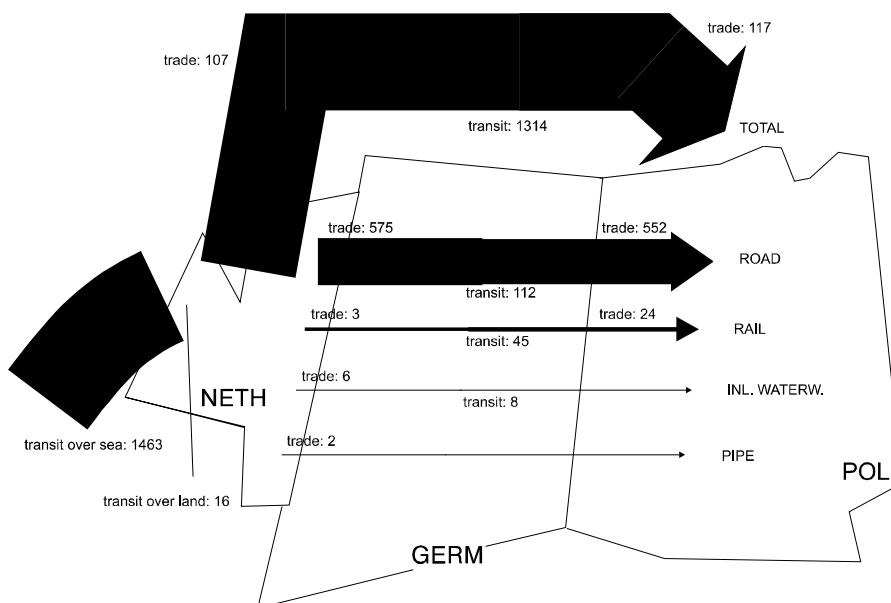 trade: 117
trade: 107
transit: 1314
TOTAL
trade: 575
trade: 552
ROAD
transit: 112
trade: 3
trade: 24
RAIL
transit: 45
trade: 6
INL. WATERW.
NETH
transit: 8
transit over sea: 1463
trade: 2
PIPE
POL
transit over land: 16
GERM